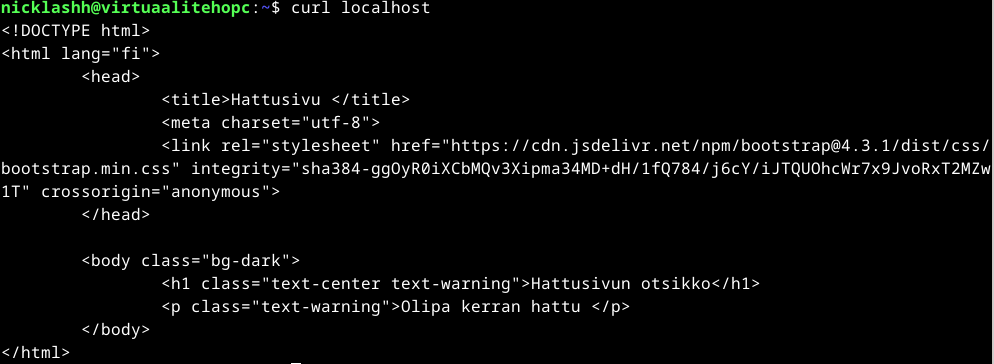 nicklashh@virtuaalitehopc:~$ curl localhost
<!DOCTYPE html>
<html lang="fi">
        <head>
                <title>Hattusivu </title>
                <meta charset="utf-8">
                <link rel="stylesheet" href="https://cdn.jsdelivr.net/npm/bootstrap@4.3.1/dist/css/
bootstrap.min.css" integrity="sha384-ggOyR0iXCbMQv3Xipma34MD+dH/1fQ784/j6cY/iJTQUOhcWr7x9JvoRxT2MZw
1T" crossorigin="anonymous">
        </head>

        <body class="bg-dark">
                <h1 class="text-center text-warning">Hattusivun otsikko</h1>
                <p class="text-warning">Olipa kerran hattu </p>
        </body>
</html>